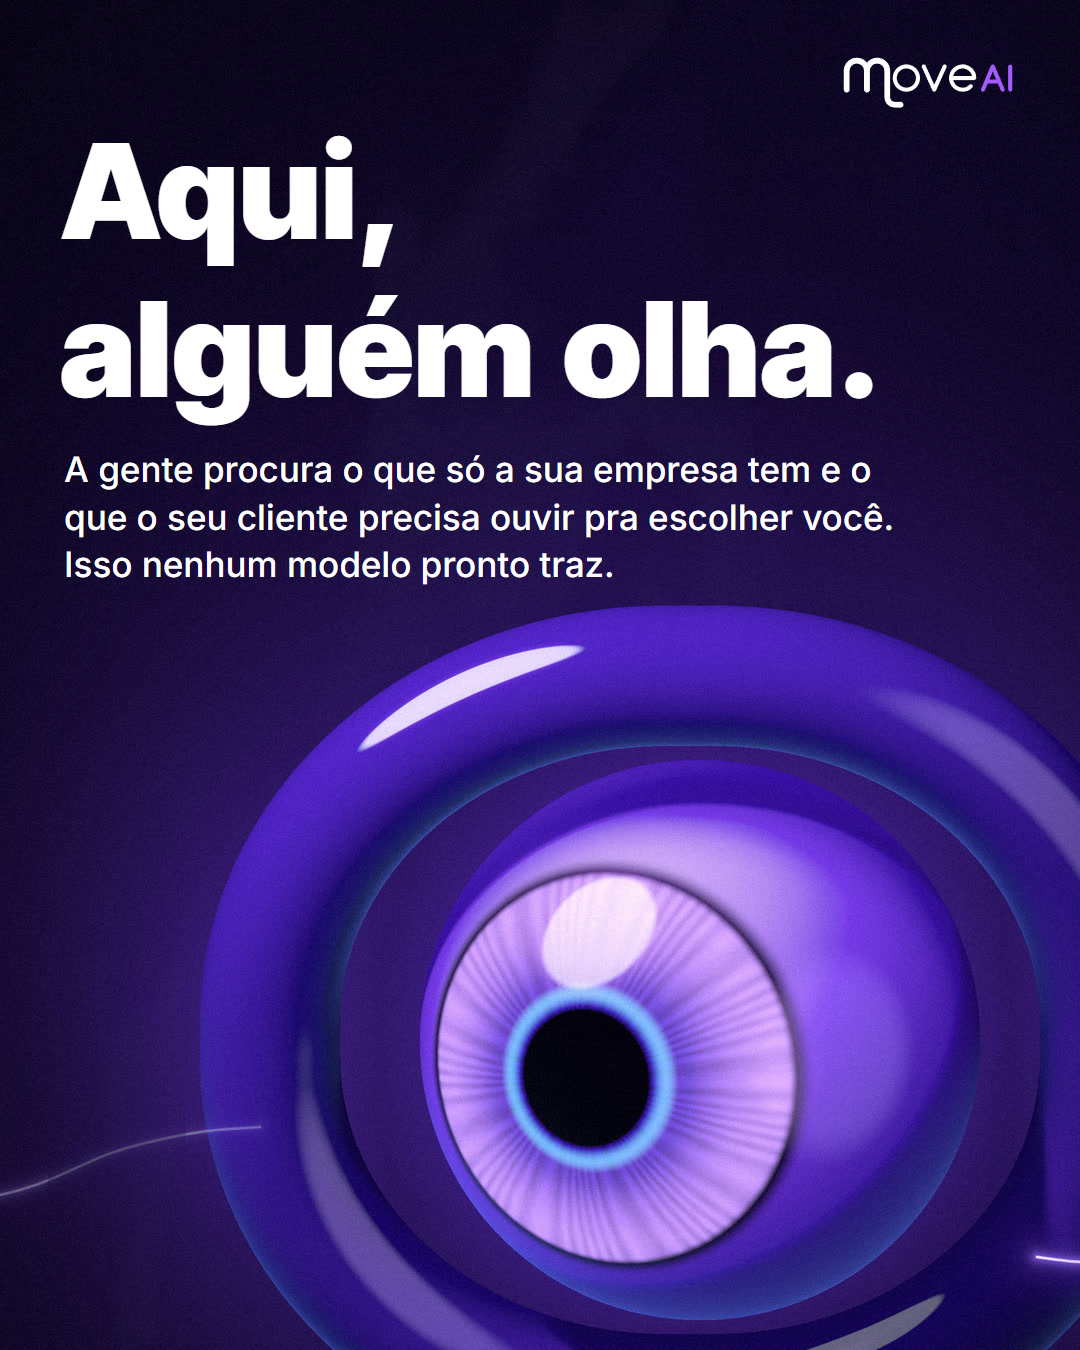 moveAI
Aqui,
alguém olha.
A gente procura o que só a sua empresa tem e o
que o seu cliente precisa ouvir pra escolher você.
Isso nenhum modelo pronto traz.